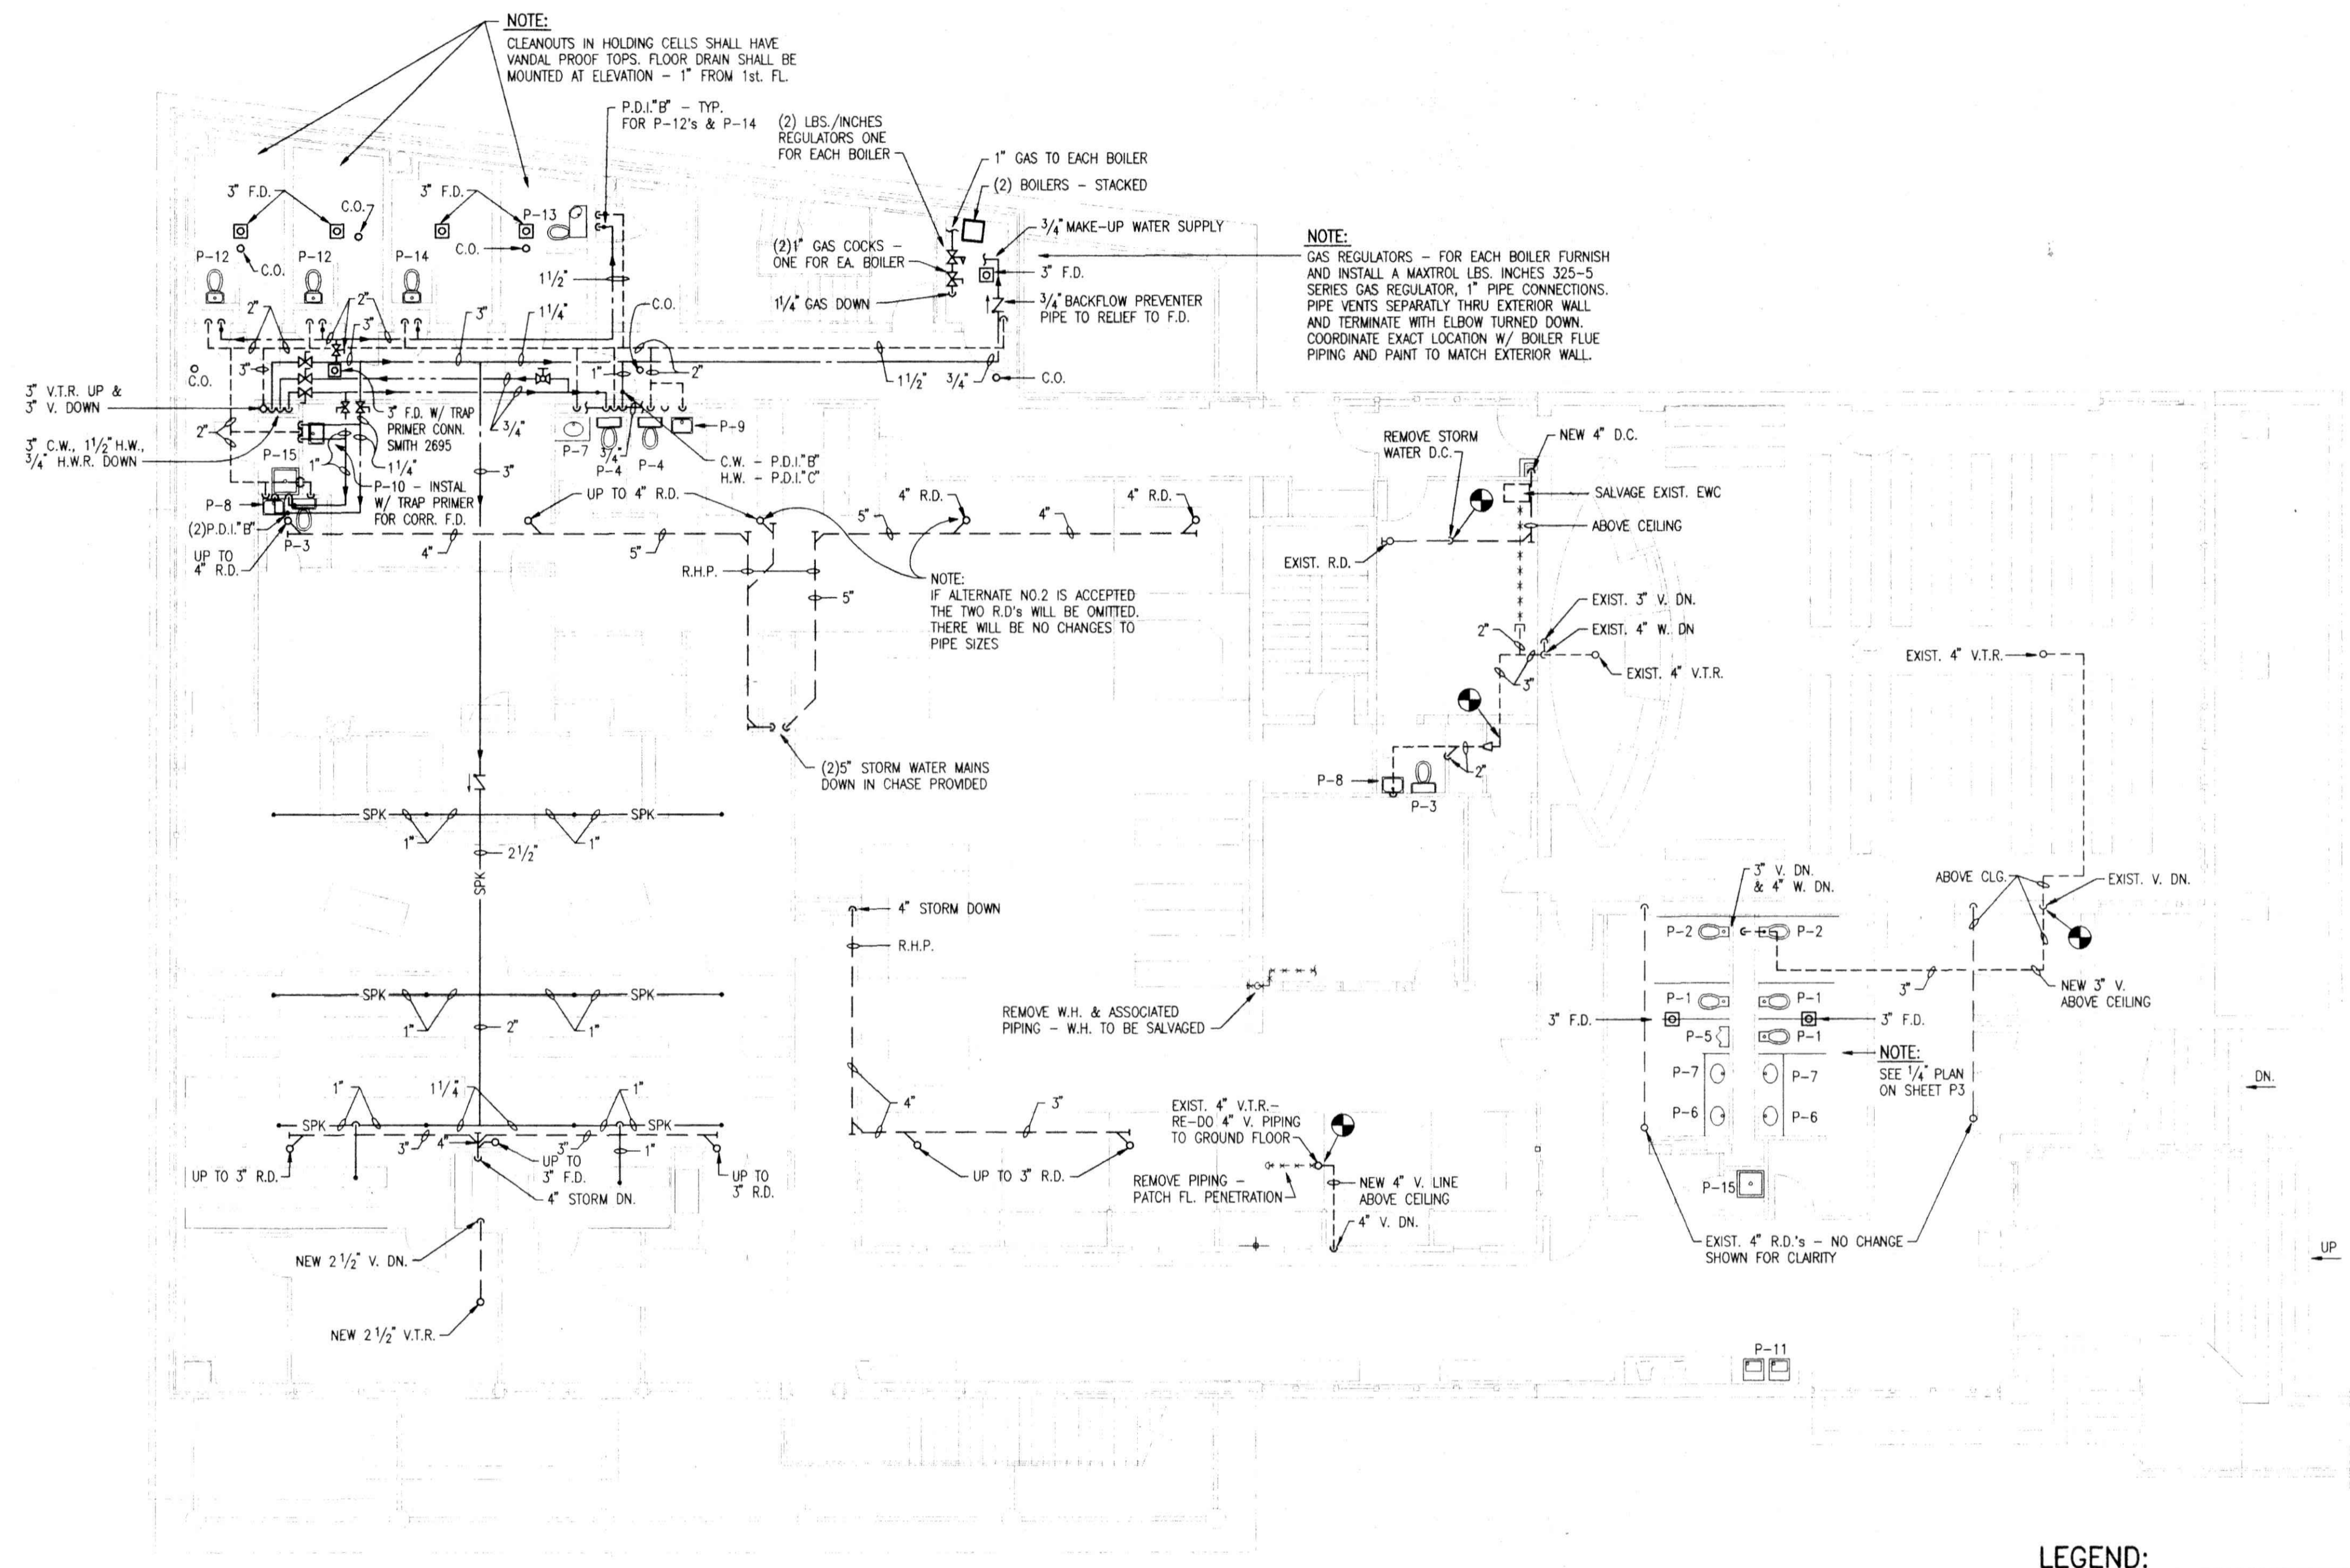 NOTE:
CLEANOUTS IN HOLDING CELLS SHALL HAVE
VANDAL PROOF TOPS. FLOOR DRAIN SHALL BE
MOUNTED AT ELEVATION – 1" FROM 1st. FL.
P.D.I."B" – TYP.
FOR P-12's & P-14
(2) LBS./INCHES
REGULATORS ONE
FOR EACH BOILER
1" GAS TO EACH BOILER
(2) BOILERS – STACKED
3/4" MAKE-UP WATER SUPPLY
(2)1" GAS COCKS –
ONE FOR EA. BOILER
3" F.D.
1 1/4" GAS DOWN
3/4" BACKFLOW PREVENTER
PIPE TO RELIEF TO F.D.
NOTE:
GAS REGULATORS – FOR EACH BOILER FURNISH
AND INSTALL A MAXTROL LBS. INCHES 325-5
SERIES GAS REGULATOR, 1" PIPE CONNECTIONS.
PIPE VENTS SEPARATLY THRU EXTERIOR WALL
AND TERMINATE WITH ELBOW TURNED DOWN.
COORDINATE EXACT LOCATION W/ BOILER FLUE
PIPING AND PAINT TO MATCH EXTERIOR WALL.
3" F.D.
C.O.
3" F.D.
P-13
C.O.
P-12
C.O.
P-12
P-14
1 1/2"
C.O.
2"
2"
3"
3"
1 1/4"
3"
C.O.
1"
2"
1 1/2"
3/4"
C.O.
3" V.T.R. UP &
3" V. DOWN
3" F.D. W/ TRAP
PRIMER CONN.
SMITH 2695
3/4"
2"
3" C.W., 1 1/2" H.W.,
3/4" H.W.R. DOWN
P-15
1"
1 1/4"
P-7
3/4"
P-4
P-4
P-9
C.W. – P.D.I."B"
H.W. – P.D.I."C"
3"
P-10 – INSTAL
W/ TRAP PRIMER
FOR CORR. F.D.
P-8
(2)P.D.I."B"
P-3
UP TO
4" R.D.
UP TO 4" R.D.
4" R.D.
4" R.D.
4"
5"
5"
4"
R.H.P.
5"
NOTE:
IF ALTERNATE NO.2 IS ACCEPTED
THE TWO R.D's WILL BE OMITTED.
THERE WILL BE NO CHANGES TO
PIPE SIZES
(2)5" STORM WATER MAINS
DOWN IN CHASE PROVIDED
REMOVE STORM
WATER D.C.
NEW 4" D.C.
SALVAGE EXIST. EWC
ABOVE CEILING
EXIST. R.D.
EXIST. 3" V. DN.
EXIST. 4" W. DN
2"
EXIST. 4" V.T.R.
3"
EXIST. 4" V.T.R.
P-8
2"
P-3
SPK
SPK
1"
1"
2 1/2"
SPK
SPK
SPK
1"
1"
2"
1"
1 1/4"
1"
SPK
SPK
3"
4"
3"
1"
UP TO 3" R.D.
UP TO
3" F.D.
UP TO
3" R.D.
4" STORM DN.
NEW 2 1/2" V. DN.
NEW 2 1/2" V.T.R.
4" STORM DOWN
R.H.P.
REMOVE W.H. & ASSOCIATED
PIPING – W.H. TO BE SALVAGED
4"
3"
UP TO 3" R.D.
EXIST. 4" V.T.R.–
RE-DO 4" V. PIPING
TO GROUND FLOOR
REMOVE PIPING –
PATCH FL. PENETRATION
NEW 4" V. LINE
ABOVE CEILING
4" V. DN.
3" V. DN.
& 4" W. DN.
ABOVE CLG.
EXIST. V. DN.
P-2
P-2
3"
NEW 3" V.
ABOVE CEILING
P-1
P-1
3" F.D.
3" F.D.
P-5
P-1
NOTE:
SEE 1/4" PLAN
ON SHEET P3
P-7
P-7
P-6
P-6
P-15
EXIST. 4" R.D.'s – NO CHANGE
SHOWN FOR CLAIRITY
DN.
UP
P-11
LEGEND: